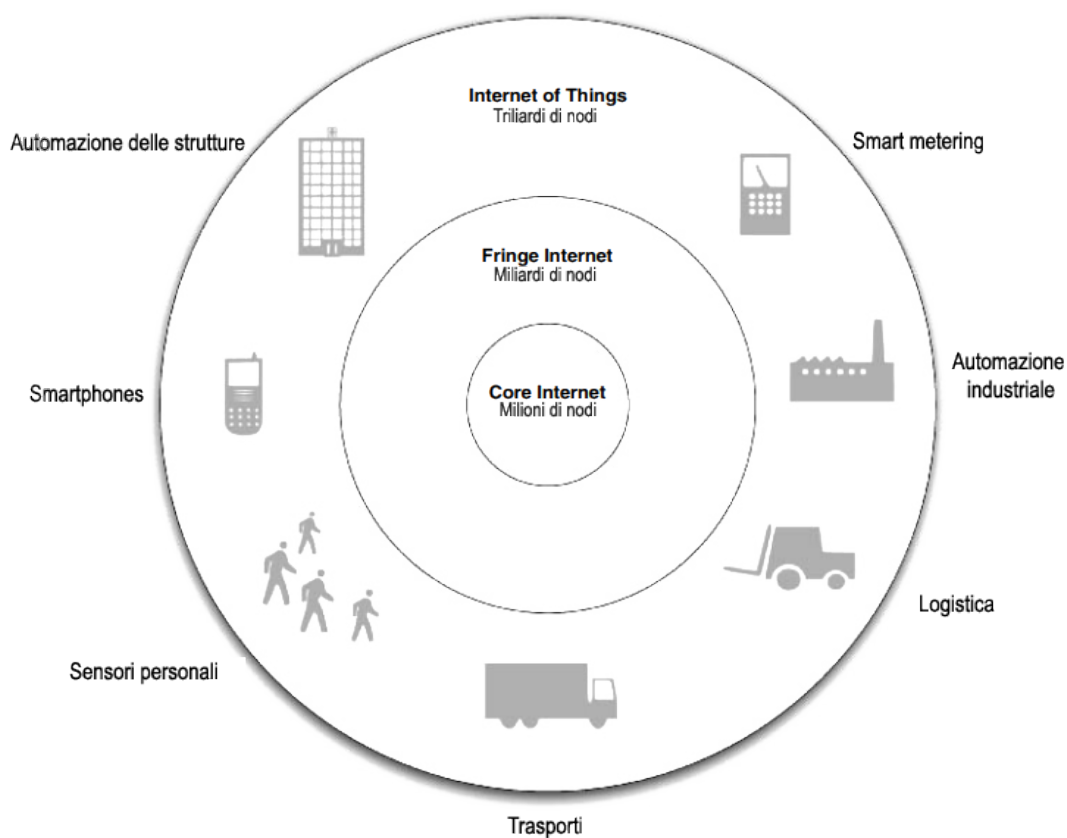 Internet of Things
Triliardi di nodi
Automazione delle strutture
Smart metering
Fringe Internet
Miliardi di nodi
Smartphones
Core Internet
Milioni di nodi
Automazione
industriale
Logistica
Sensori personali
Trasporti